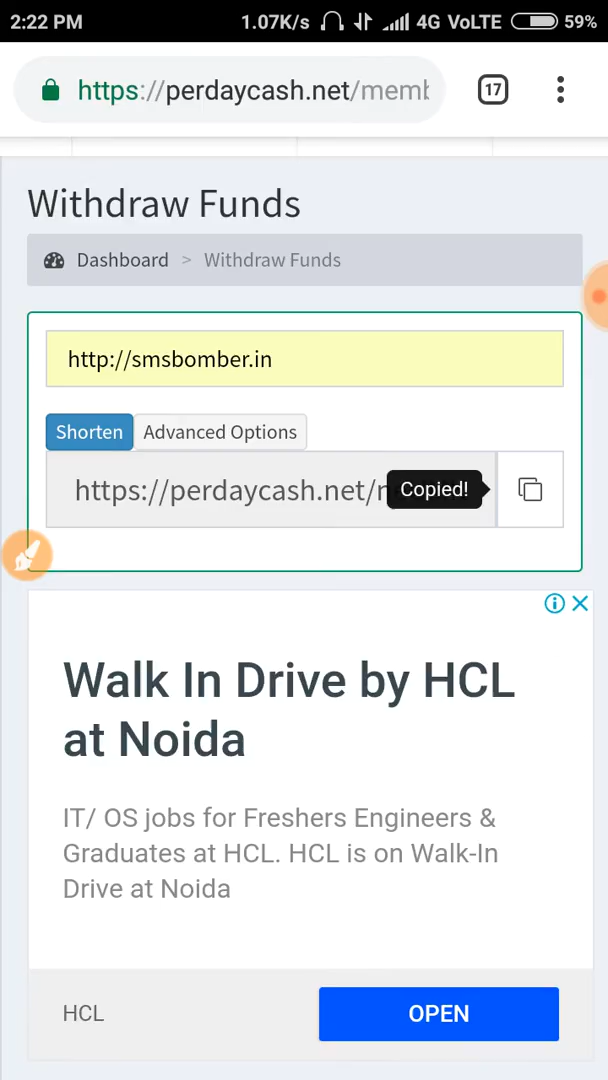 2:22 PM 1.07K/s 4G VoLTE 59%
https://perdaycash.net/memb 17
Withdraw Funds
Dashboard > Withdraw Funds
http://smsbomber.in
Shorten Advanced Options
https://perdaycash.net/ Copied!
Walk In Drive by HCL
at Noida
IT/ OS jobs for Freshers Engineers &
Graduates at HCL. HCL is on Walk-In
Drive at Noida
HCL OPEN